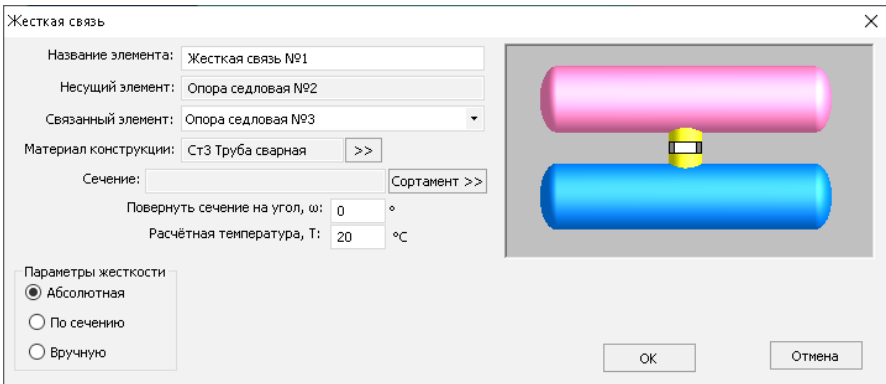 Жесткая связь
Название элемента: Жесткая связь №1
Несущий элемент: Опора седловая №2
Связанный элемент: Опора седловая №3
Материал конструкции: Ст3 Труба сварная >>
Сечение: Сортамент >>
Повернуть сечение на угол, ω: 0 °
Расчётная температура, Т: 20 °C
Параметры жесткости
Абсолютная
По сечению
Вручную
OK Отмена